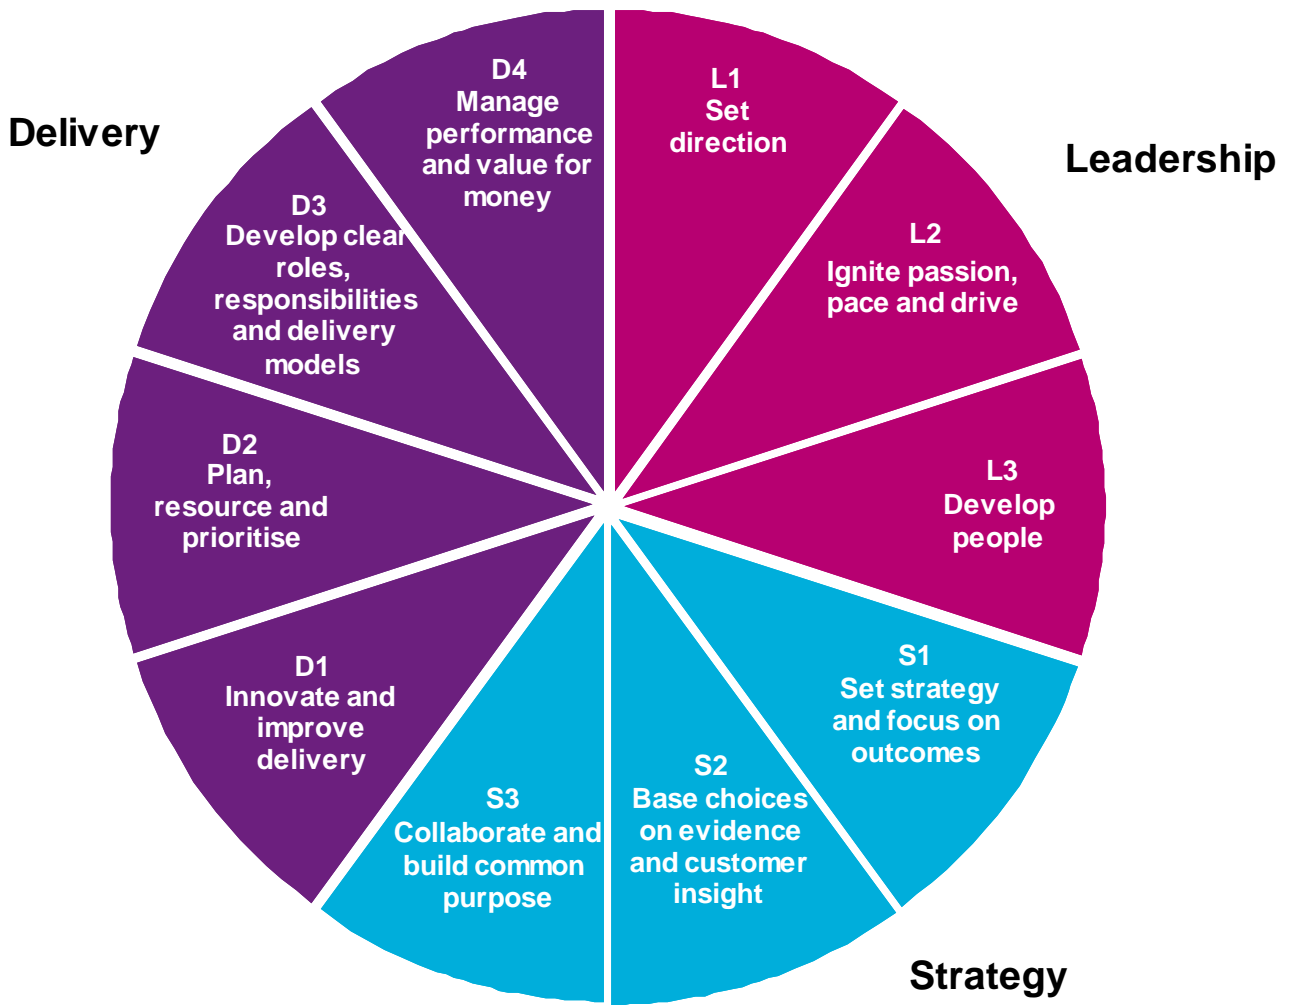 Delivery
Leadership
Strategy
L1
Set
direction
L2
Ignite passion,
pace and drive
L3
Develop
people
S1
Set strategy
and focus on
outcomes
S2
Base choices
on evidence
and customer
insight
S3
Collaborate and
build common
purpose
D1
Innovate and
improve
delivery
D2
Plan,
resource and
prioritise
D3
Develop clear
roles,
responsibilities
and delivery
models
D4
Manage
performance
and value for
money